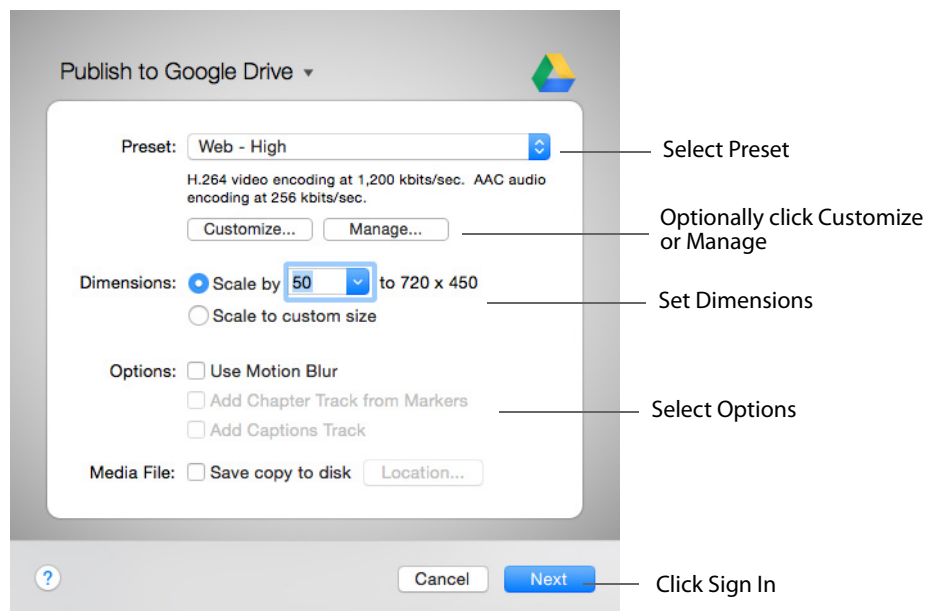 Publish to Google Drive
Preset: Web - High
Select Preset
H.264 video encoding at 1,200 kbits/sec. AAC audio
encoding at 256 kbits/sec.
Customize... Manage...
Optionally click Customize
or Manage
Dimensions: Scale by 50 to 720 x 450
Set Dimensions
Scale to custom size
Options: Use Motion Blur
Add Chapter Track from Markers
Select Options
Add Captions Track
Media File: Save copy to disk Location...
? Cancel Next
Click Sign In